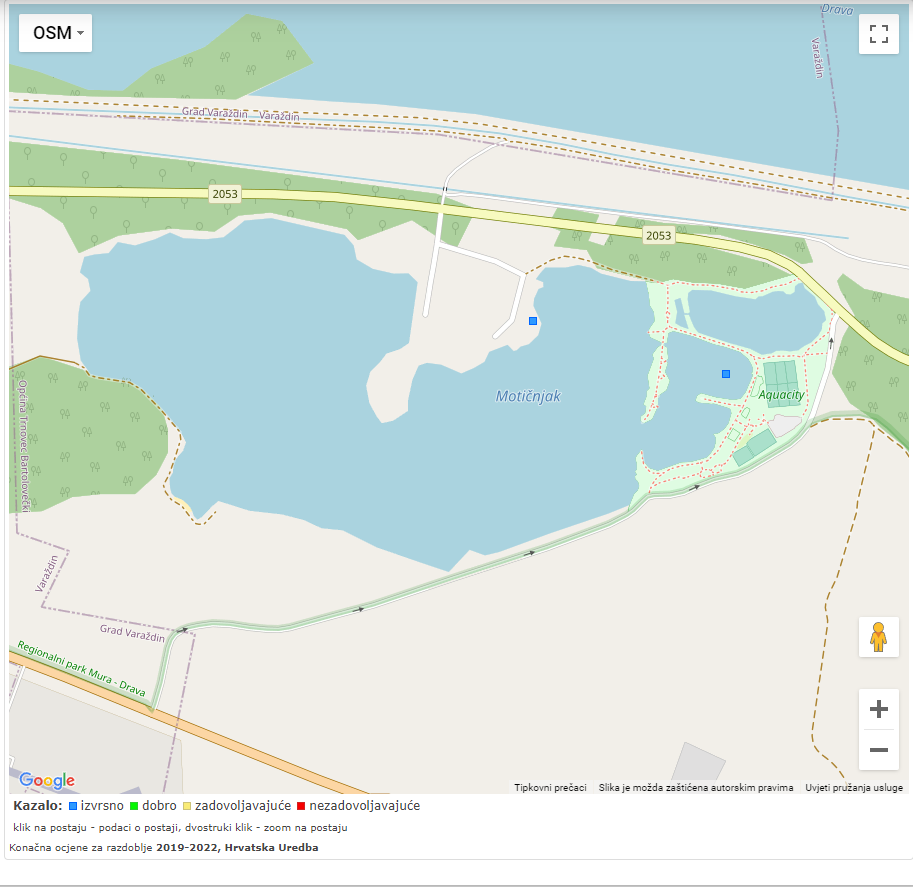 OSM
Drava
Varaždin
Grad Varaždin
Varaždin
2053
2053
Motičnjak
Aquacity
Općina Trnovec Bartolovečki
Varaždin
Grad Varaždin
Regionalni park Mura - Drava
Google
Tipkovni prečaci
Slika je možda zaštićena autorskim pravima
Uvjeti pružanja usluge
Kazalo: izvrsno dobro zadovoljavajuće nezadovoljavajuće
klik na postaju - podaci o postaji, dvostruki klik - zoom na postaju
Konačna ocjene za razdoblje 2019-2022, Hrvatska Uredba